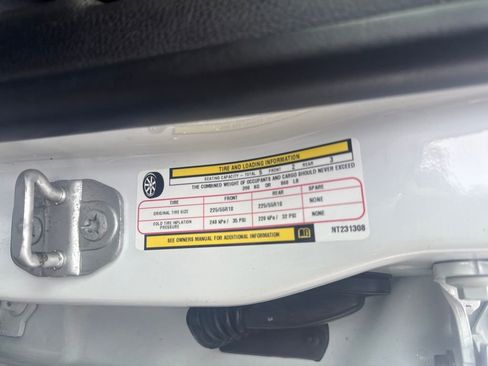 TIRE AND LOADING INFORMATION
SEATING CAPACITY - TOTAL 5 FRONT 2 REAR 3
THE COMBINED WEIGHT OF OCCUPANTS AND CARGO SHOULD NEVER EXCEED
KG OR LB
TIRE FRONT REAR SPARE
ORIGINAL TIRE SIZE 225/55R18 225/55R18 NONE
COLD TIRE INFLATION PRESSURE 240 kPa / 35 PSI 220 kPa / 32 PSI NONE
SEE OWNERS MANUAL FOR ADDITIONAL INFORMATION
NT231308